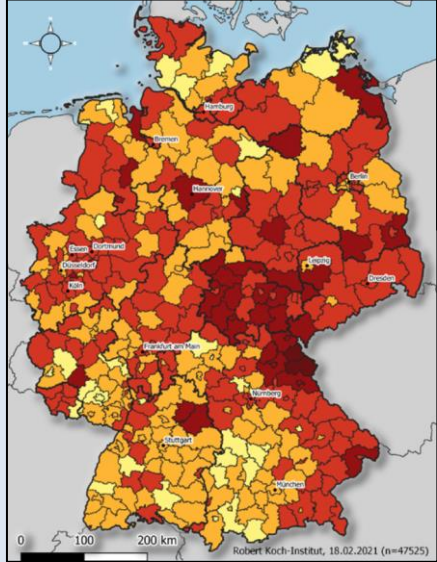 Hamburg
Bremen
Berlin
Hannover
Essen
Dortmund
Düsseldorf
Leipzig
Köln
Dresden
Frankfurt am Main
Nürnberg
Stuttgart
München
0 100 200 km
Robert Koch-Institut, 18.02.2021 (n=47525)